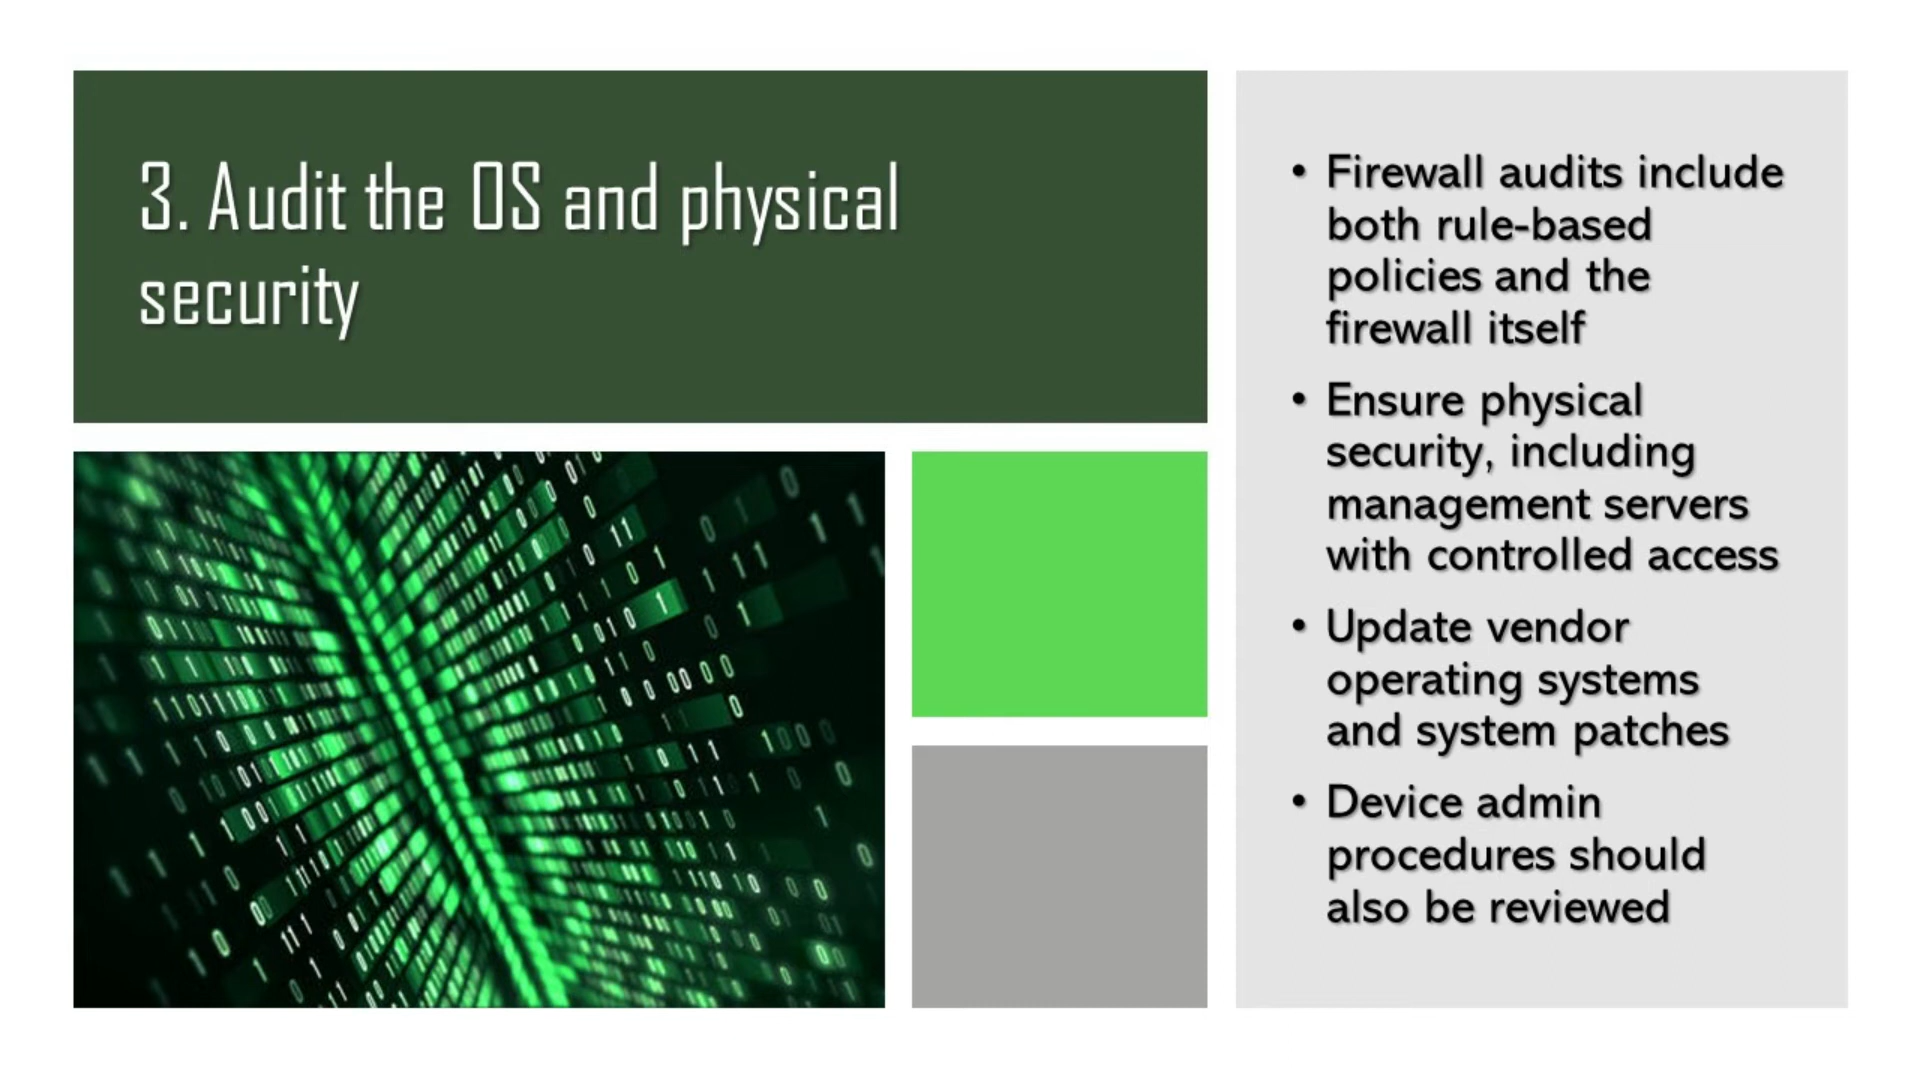 3. Audit the OS and physical
security
• Firewall audits include
both rule-based
policies and the
firewall itself
• Ensure physical
security, including
management servers
with controlled access
• Update vendor
operating systems
and system patches
• Device admin
procedures should
also be reviewed